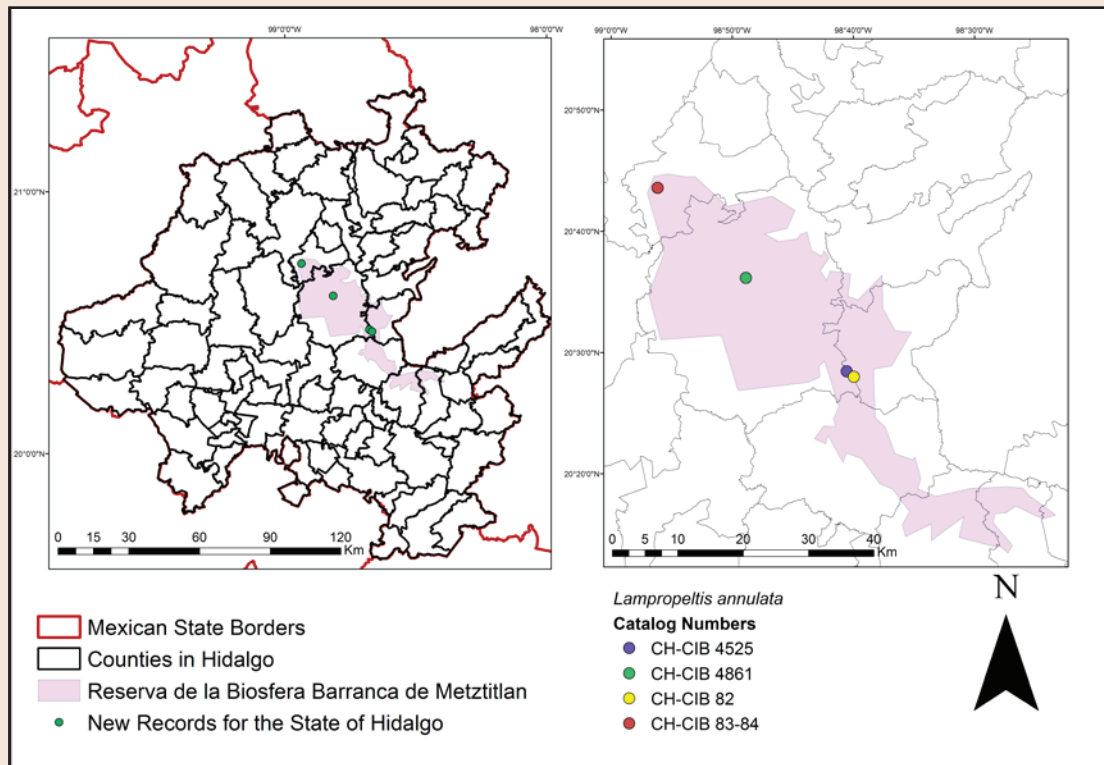 99°0'0"W
98°0'0"W
21°0'0"N
20°0'0"N
0 15 30 60 90 120
Km
Mexican State Borders
Counties in Hidalgo
Reserva de la Biosfera Barranca de Metztitlan
New Records for the State of Hidalgo
99°0'0"W
98°50'0"W
98°40'0"W
98°30'0"W
20°50'0"N
20°40'0"N
20°30'0"N
20°20'0"N
0 5 10 20 30 40
Km
Lampropeltis annulata
Catalog Numbers
CH-CIB 4525
CH-CIB 4861
CH-CIB 82
CH-CIB 83-84
N